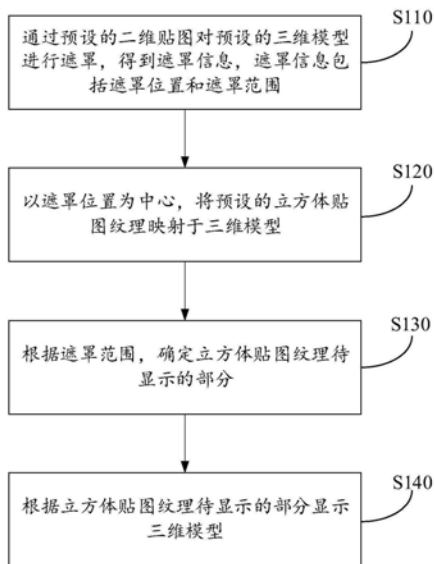 S110
通过预设的二维贴图对预设的三维模型
进行遮罩，得到遮罩信息，遮罩信息包
括遮罩位置和遮罩范围
S120
以遮罩位置为中心，将预设的立方体贴
图纹理映射于三维模型
S130
根据遮罩范围，确定立方体贴图纹理待
显示的部分
S140
根据立方体贴图纹理待显示的部分显示
三维模型